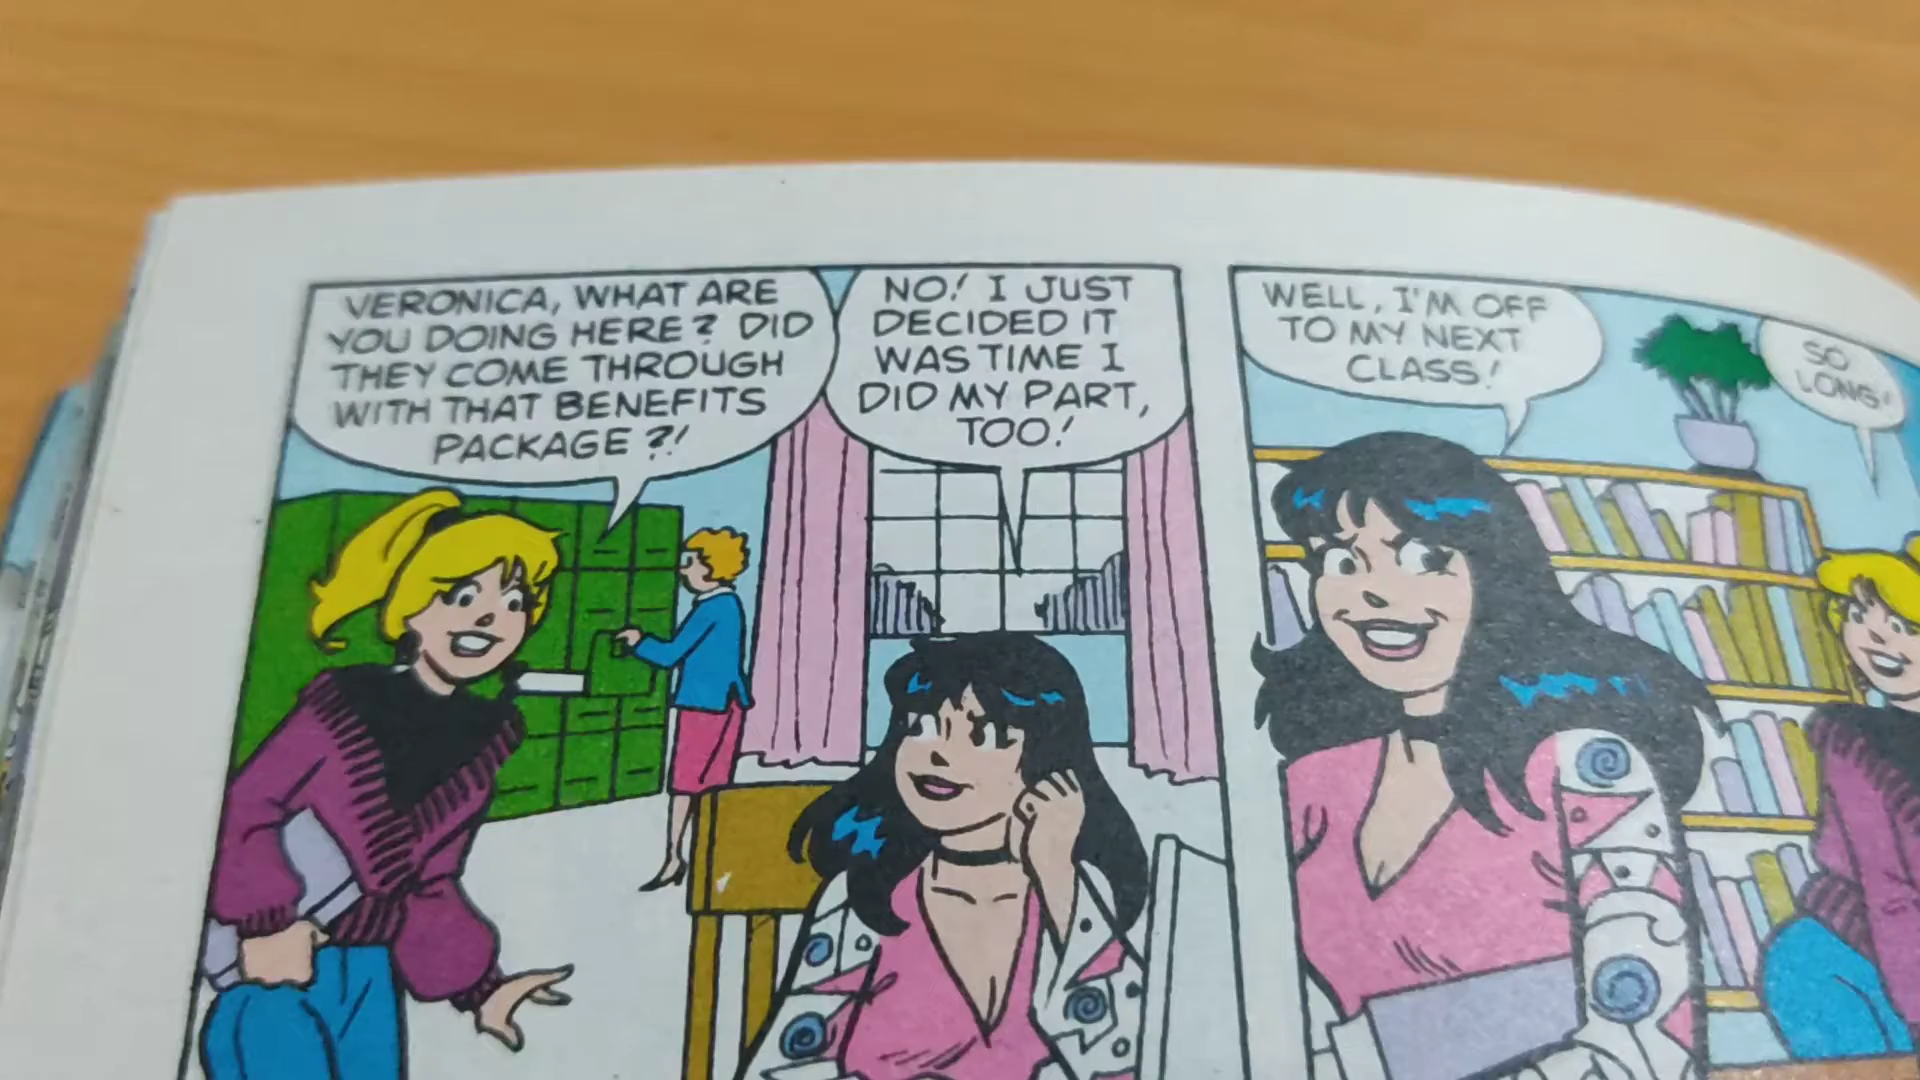 VERONICA, WHAT ARE
YOU DOING HERE? DID
THEY COME THROUGH
WITH THAT BENEFITS
PACKAGE?!
NO! I JUST
DECIDED IT
WAS TIME I
DID MY PART,
TOO!
WELL, I'M OFF
TO MY NEXT
CLASS!
SO
LONG!